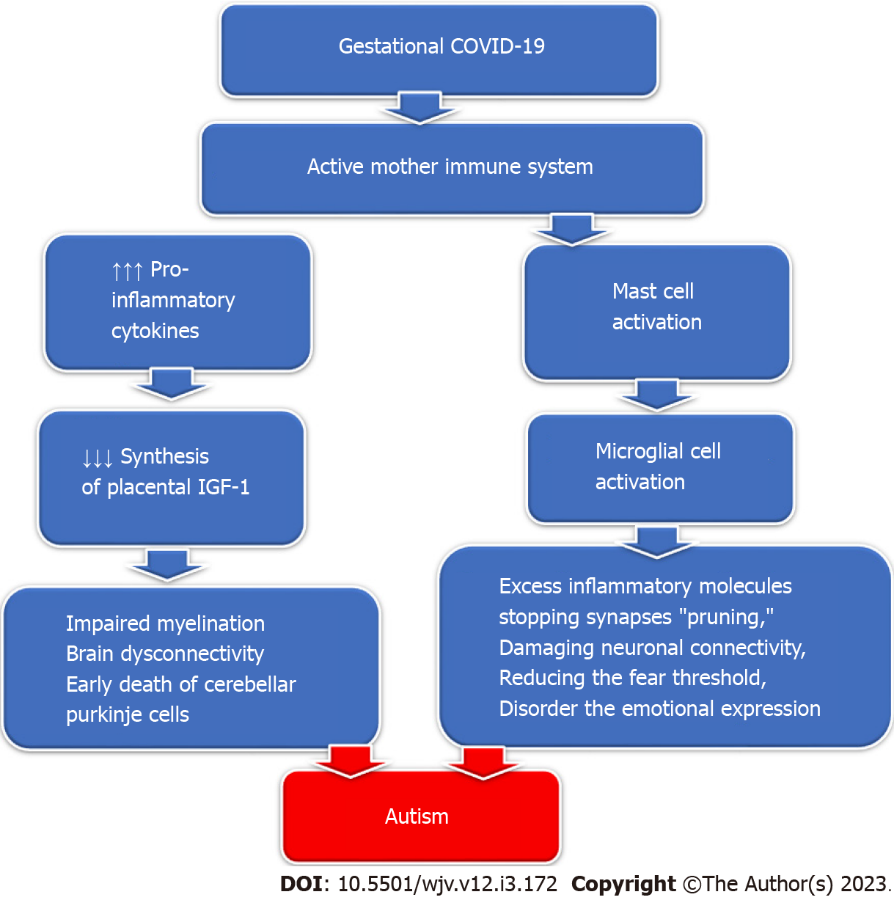 Gestational COVID-19
Active mother immune system
↑↑↑ Pro-
inflammatory
cytokines
↓↓↓ Synthesis
of placental IGF-1
Impaired myelination
Brain dysconnectivity
Early death of cerebellar
purkinje cells
Mast cell
activation
Microglial cell
activation
Excess inflammatory molecules
stopping synapses "pruning,"
Damaging neuronal connectivity,
Reducing the fear threshold,
Disorder the emotional expression
Autism
DOI: 10.5501/wjv.v12.i3.172 Copyright ©The Author(s) 2023.